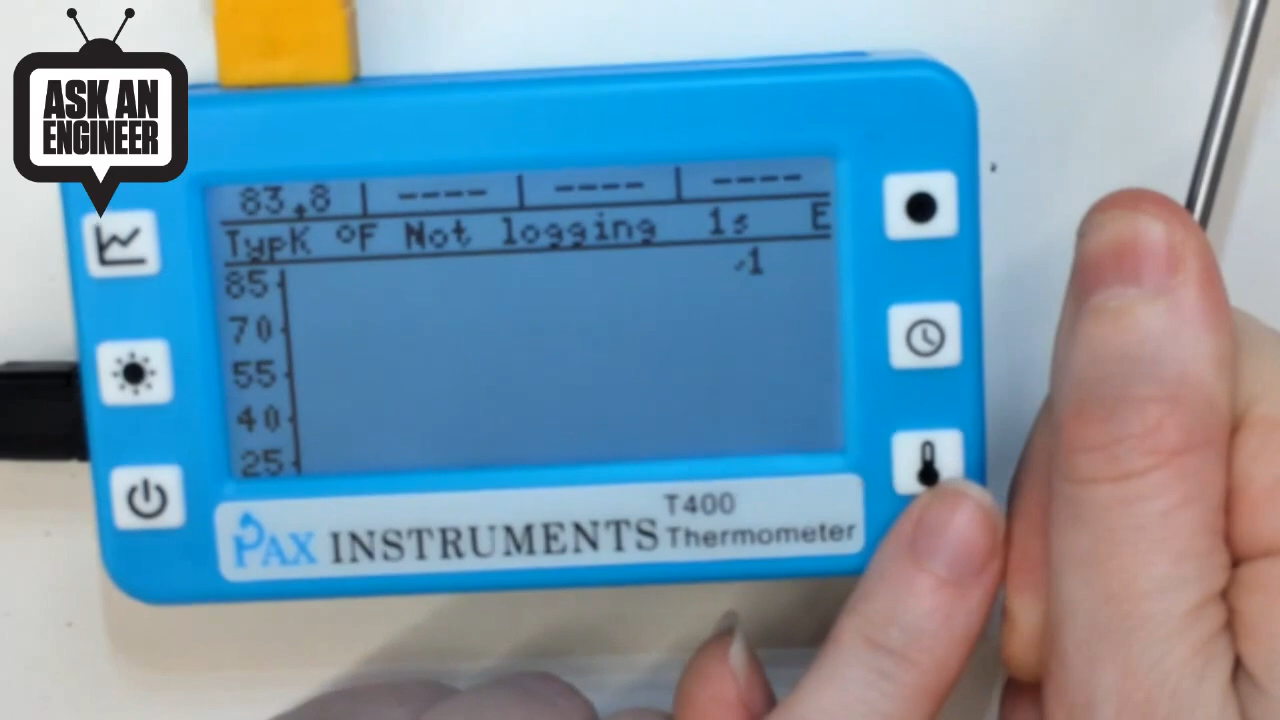 ASK AN
ENGINEER
83.8 | ---- | ---- | ----
TypK °F Not logging 1s E
1
85
70
55
40
25
PAX INSTRUMENTS T400
Thermometer